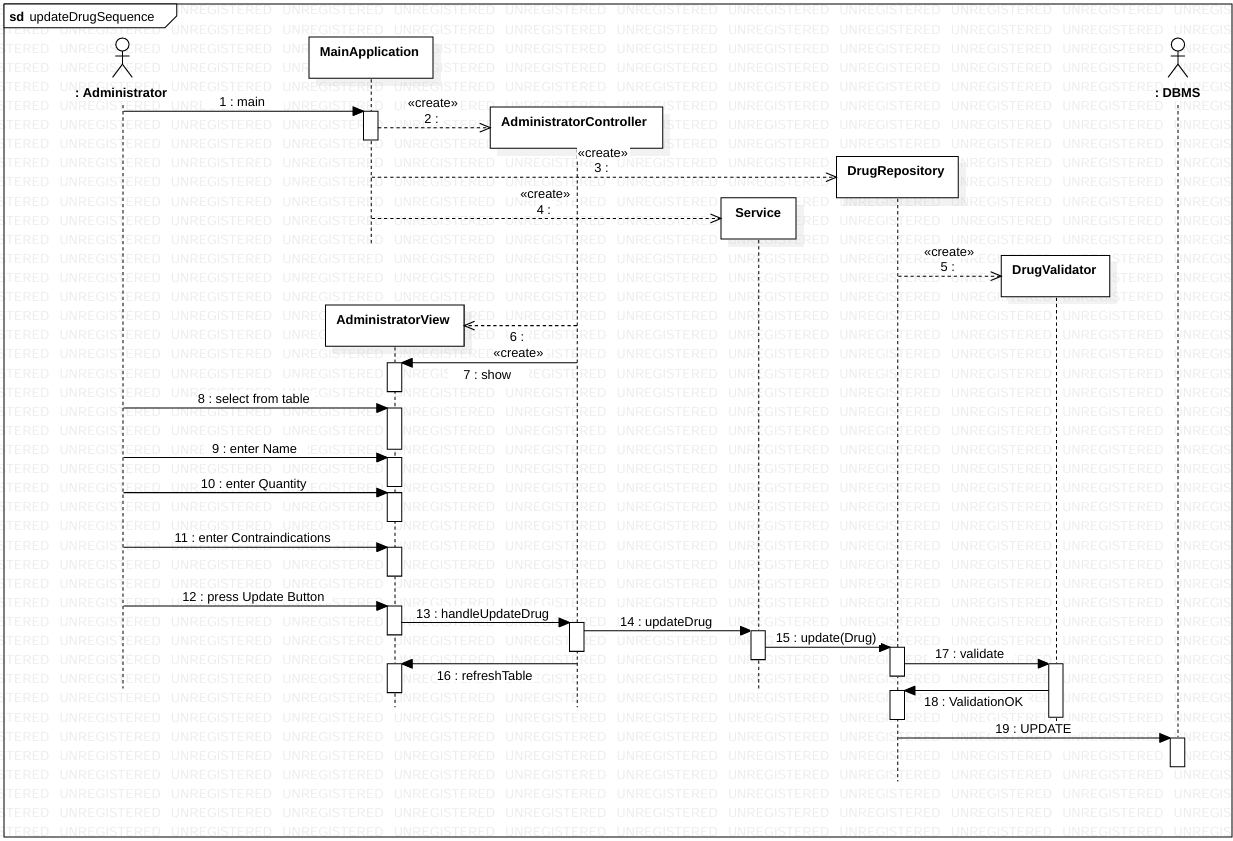 sd updateDrugSequence
MainApplication
: Administrator
: DBMS
1 : main
«create»
2 :
AdministratorController
«create»
3 :
DrugRepository
«create»
4 :
Service
«create»
5 :
DrugValidator
AdministratorView
6 :
«create»
7 : show
8 : select from table
9 : enter Name
10 : enter Quantity
11 : enter Contraindications
12 : press Update Button
13 : handleUpdateDrug
14 : updateDrug
15 : update(Drug)
17 : validate
16 : refreshTable
18 : ValidationOK
19 : UPDATE
UNREGISTERED